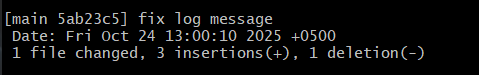 [main 5ab23c5] fix log message
 Date: Fri Oct 24 13:00:10 2025 +0500
 1 file changed, 3 insertions(+), 1 deletion(-)